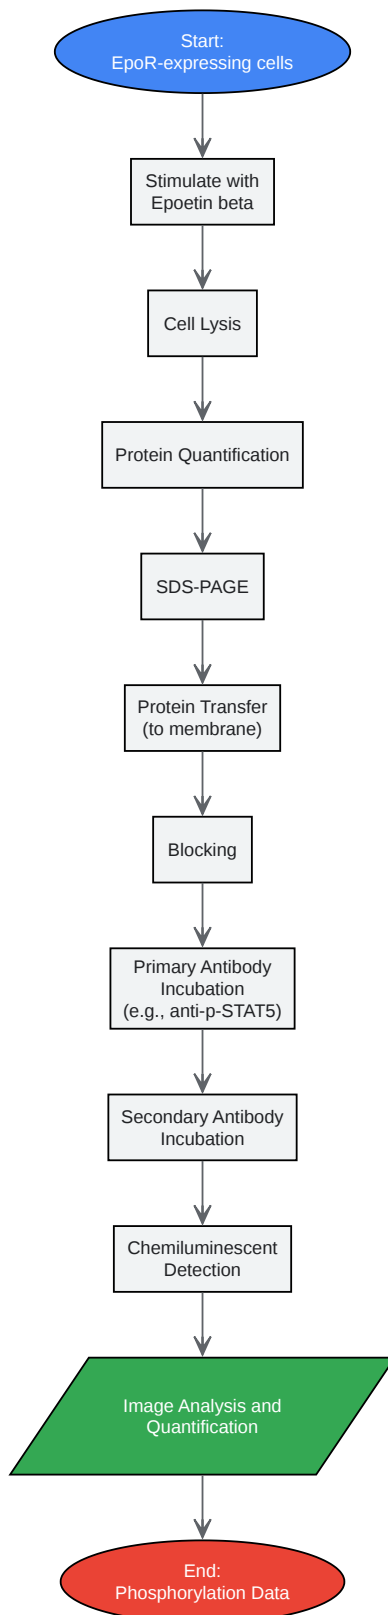 Start:
EpoR-expressing cells
Stimulate with
Epoetin beta
Cell Lysis
Protein Quantification
SDS-PAGE
Protein Transfer
(to membrane)
Blocking
Primary Antibody
Incubation
(e.g., anti-p-STAT5)
Secondary Antibody
Incubation
Chemiluminescent
Detection
Image Analysis and
Quantification
End:
Phosphorylation Data